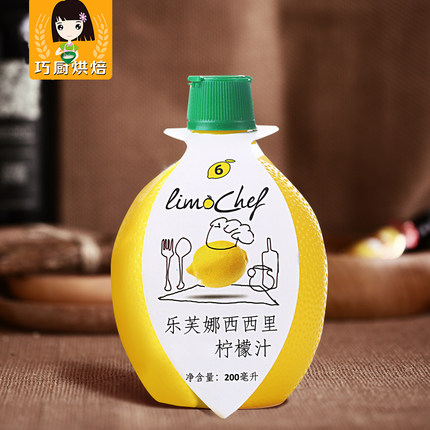 巧厨烘焙
6
limochef
乐芙娜西西里
柠檬汁
净含量：200毫升